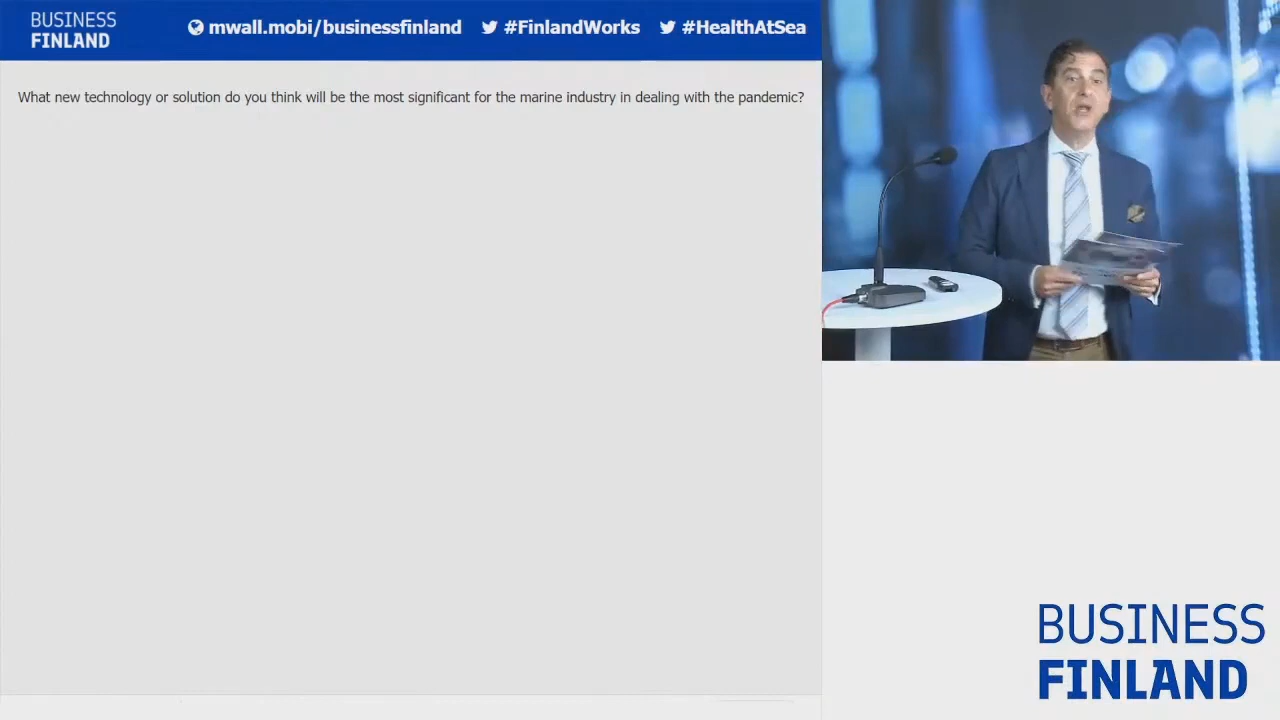 BUSINESS
FINLAND
mwall.mobi/businessfinland #FinlandWorks #HealthAtSea
What new technology or solution do you think will be the most significant for the marine industry in dealing with the pandemic?
BUSINESS
FINLAND